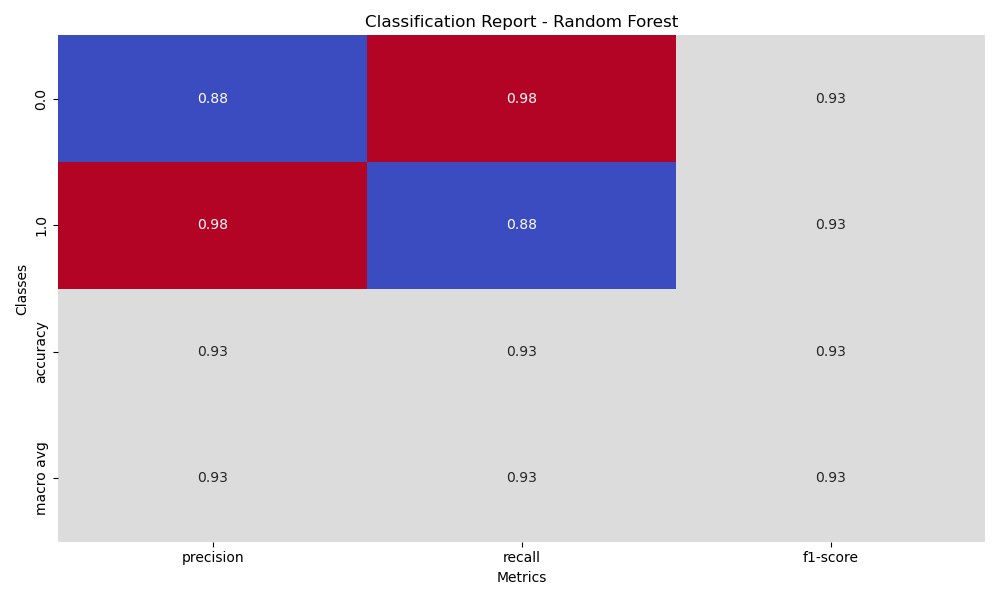 Classification Report - Random Forest
0.0 0.88 0.98 0.93
1.0 0.98 0.88 0.93
Classes
accuracy 0.93 0.93 0.93
macro avg 0.93 0.93 0.93
precision recall f1-score
Metrics